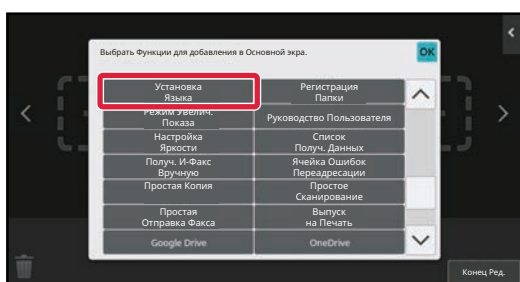 Выбрать Функции для добавления в Основной экра.
OK
Установка
Языка
Регистрация
Папки
Режим Увелич.
Показа
Руководство Пользователя
Настройка
Яркости
Список
Получ. Данных
Получ. И-Факс
Вручную
Ячейка Ошибок
Переадресации
Простая Копия
Простое
Сканирование
Простая
Отправка Факса
Выпуск
на Печать
Google Drive
OneDrive
Конец Ред.